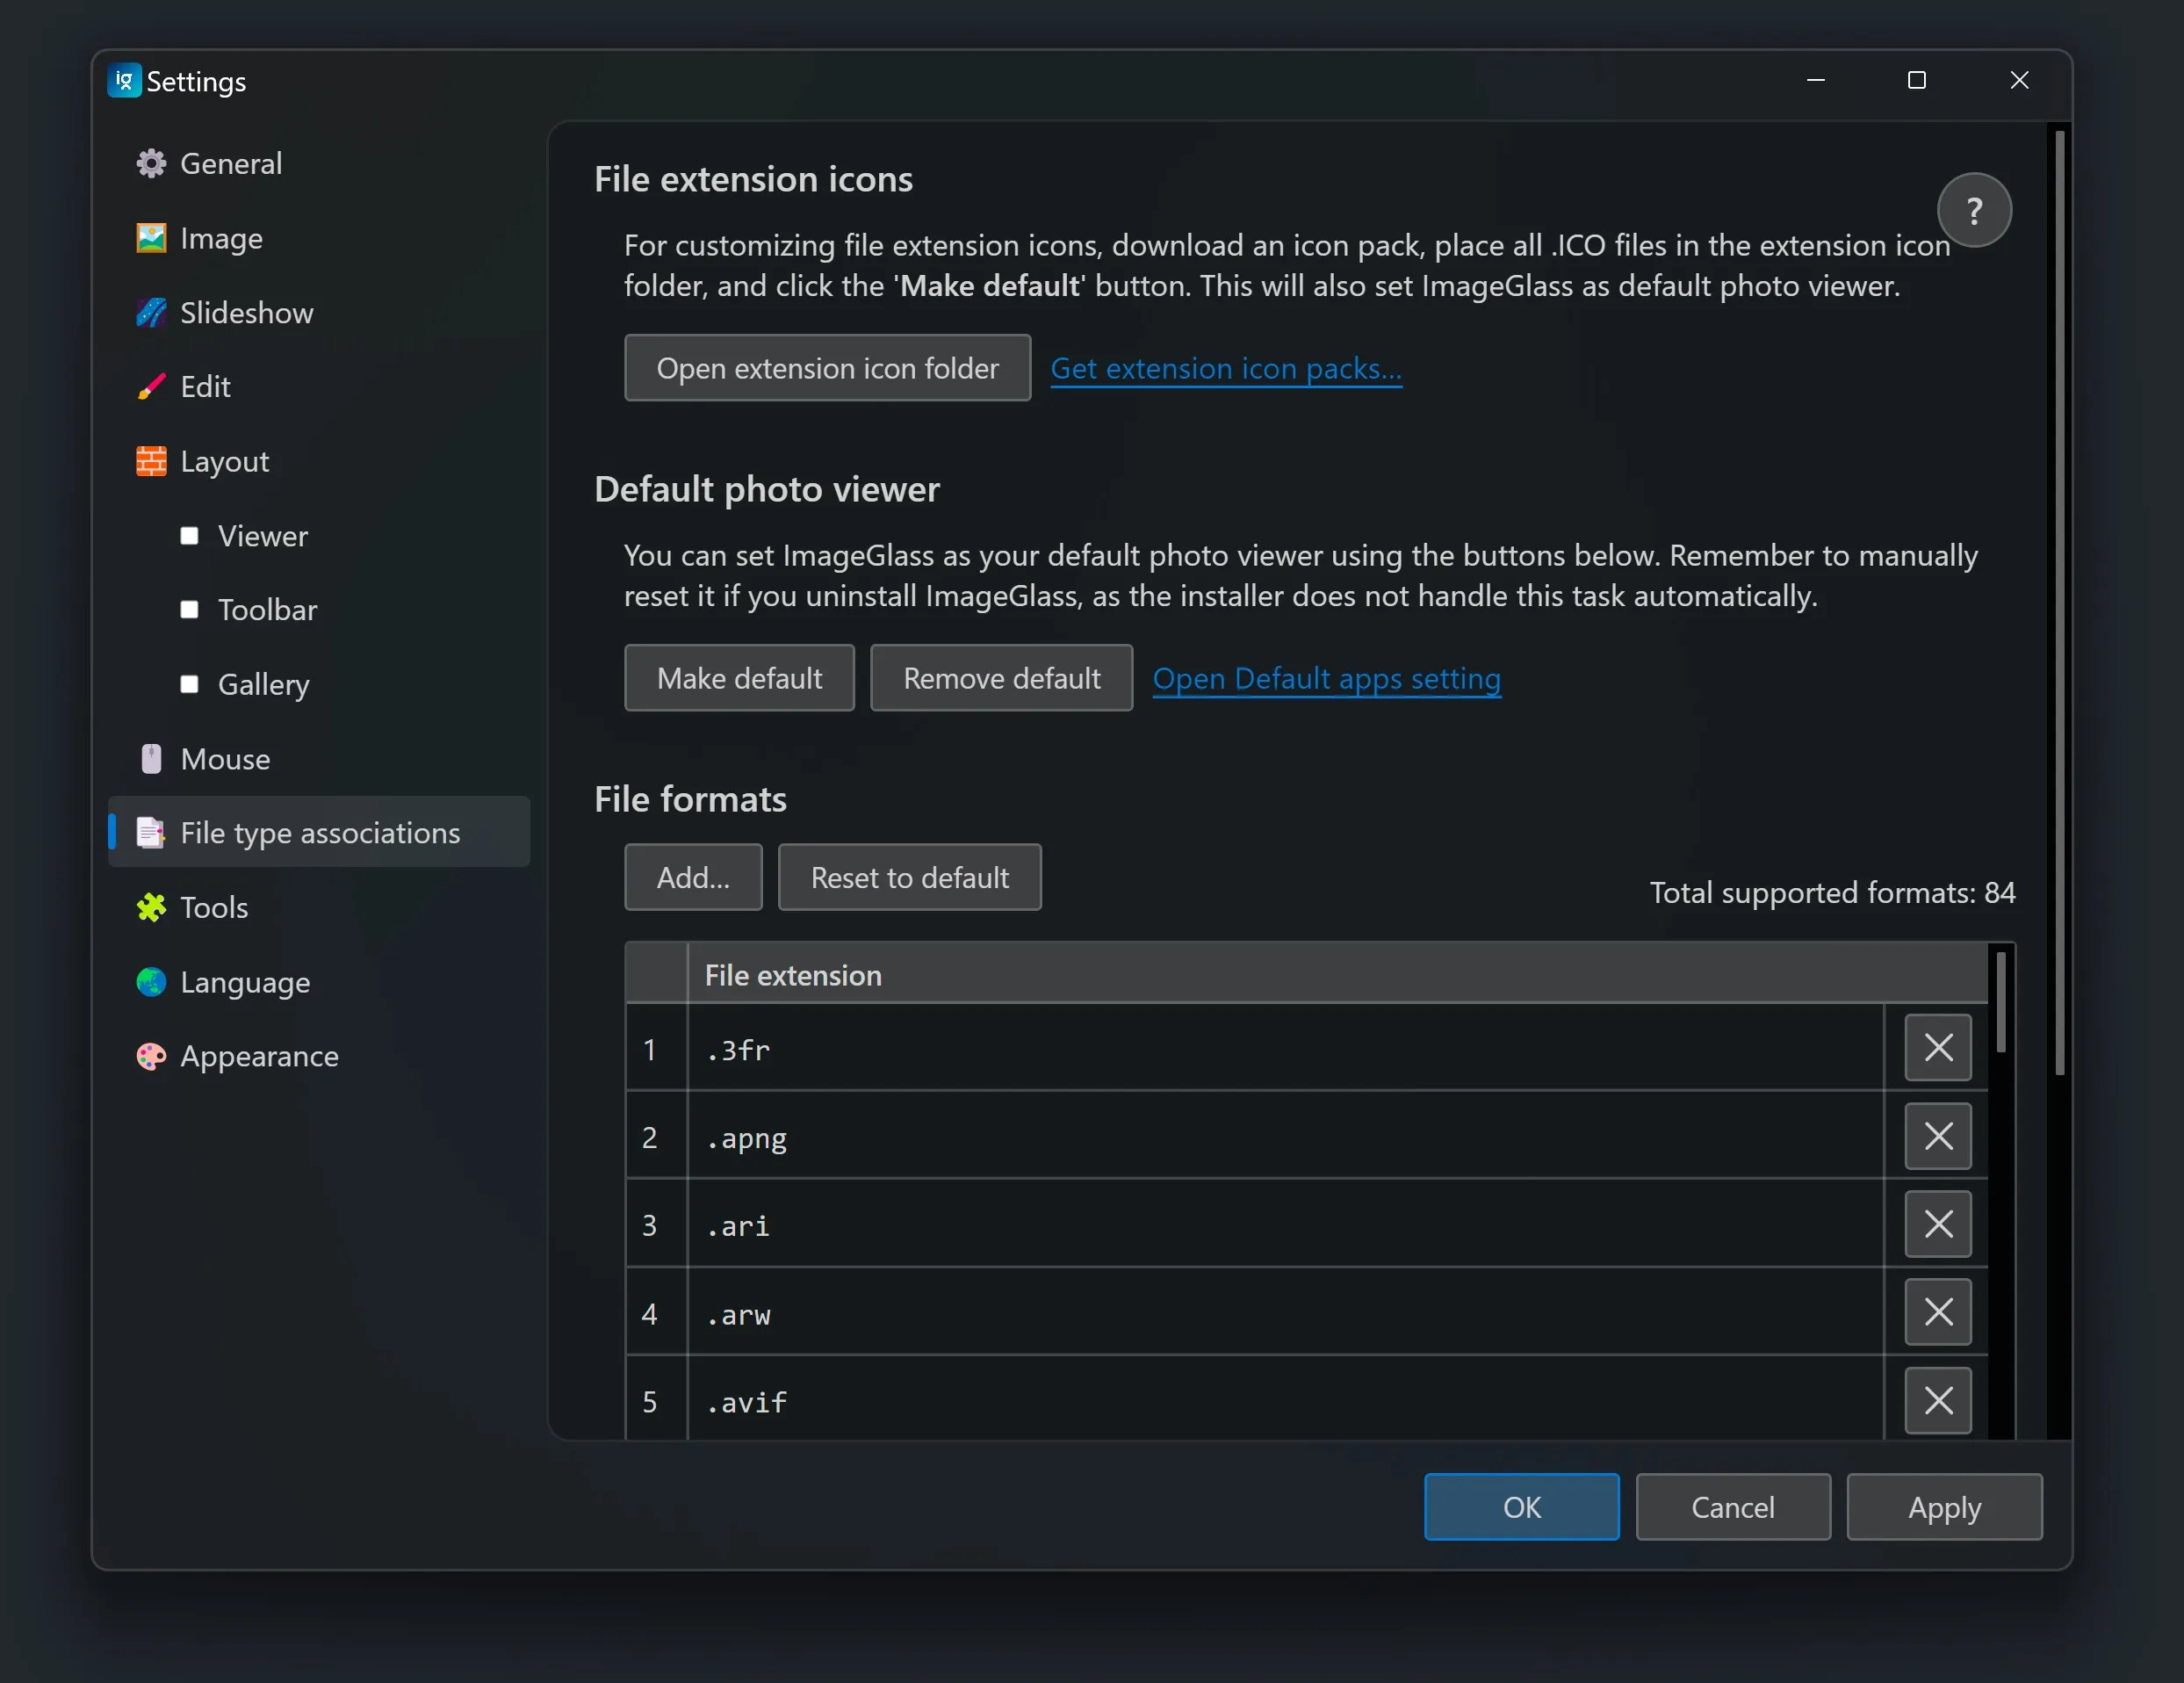 ig Settings
General
Image
Slideshow
Edit
Layout
Viewer
Toolbar
Gallery
Mouse
File type associations
Tools
Language
Appearance
File extension icons
?
For customizing file extension icons, download an icon pack, place all .ICO files in the extension icon
folder, and click the 'Make default' button. This will also set ImageGlass as default photo viewer.
Open extension icon folder Get extension icon packs...
Default photo viewer
You can set ImageGlass as your default photo viewer using the buttons below. Remember to manually
reset it if you uninstall ImageGlass, as the installer does not handle this task automatically.
Make default Remove default Open Default apps setting
File formats
Add... Reset to default
Total supported formats: 84
File extension
1 .3fr
2 .apng
3 .ari
4 .arw
5 .avif
OK Cancel Apply